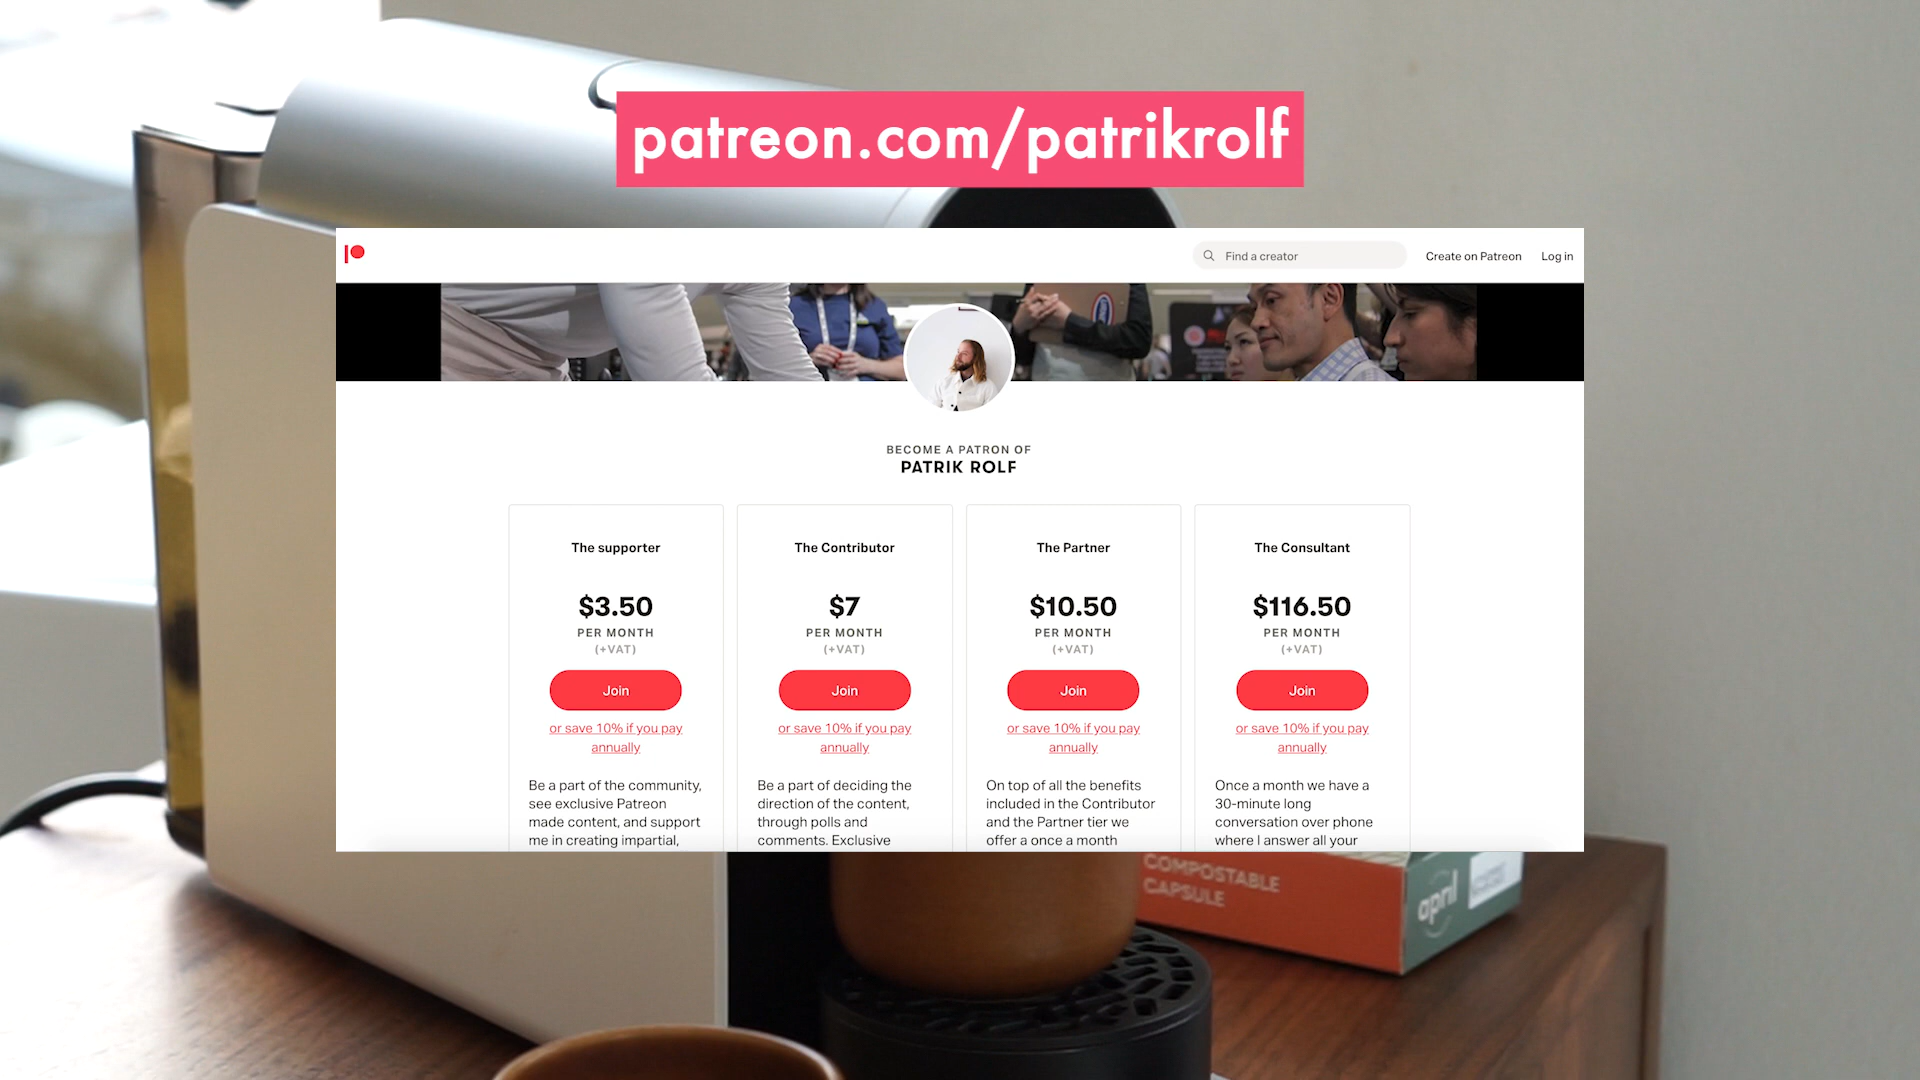 patreon.com/patrikrolf
Find a creator
Create on Patreon
Log in
BECOME A PATRON OF
PATRIK ROLF
The supporter
$3.50
PER MONTH
(+VAT)
Join
or save 10% if you pay
annually
Be a part of the community,
see exclusive Patreon
made content, and support
me in creating impartial,
The Contributor
$7
PER MONTH
(+VAT)
Join
or save 10% if you pay
annually
Be a part of deciding the
direction of the content,
through polls and
comments. Exclusive
The Partner
$10.50
PER MONTH
(+VAT)
Join
or save 10% if you pay
annually
On top of all the benefits
included in the Contributor
and the Partner tier we
offer a once a month
The Consultant
$116.50
PER MONTH
(+VAT)
Join
or save 10% if you pay
annually
Once a month we have a
30-minute long
conversation over phone
where I answer all your
COMPOSTABLE
CAPSULE
april